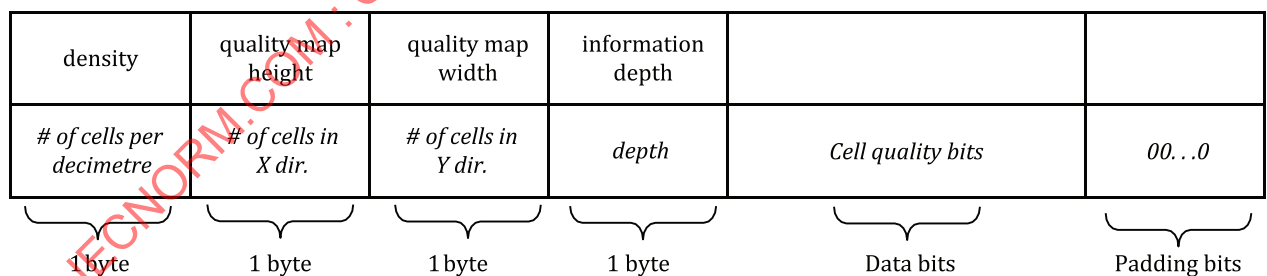 density
quality map
height
quality map
width
information
depth
# of cells per
decimetre
# of cells in
X dir.
# of cells in
Y dir.
depth
Cell quality bits
00. . .0
1 byte
1 byte
1 byte
1 byte
Data bits
Padding bits
IECNORM.COM :